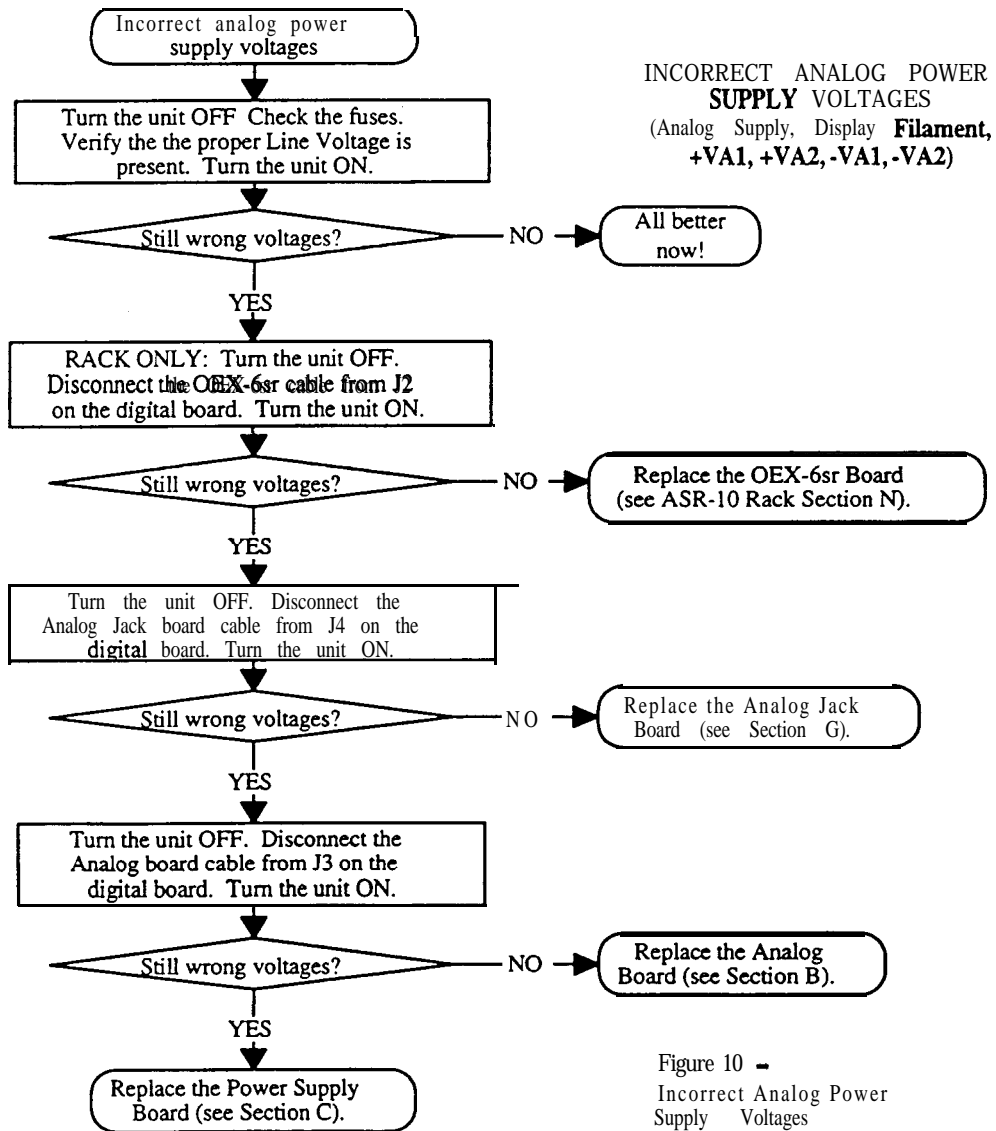 Incorrect analog power
supply voltages
INCORRECT ANALOG POWER
SUPPLY VOLTAGES
(Analog Supply, Display Filament,
+VA1, +VA2, -VA1, -VA2)
Turn the unit OFF Check the fuses.
Verify the the proper Line Voltage is
present. Turn the unit ON.
Still wrong voltages?
NO
All better
now!
YES
RACK ONLY: Turn the unit OFF.
Disconnect the OEX-6sr cable from J2
on the digital board. Turn the unit ON.
Still wrong voltages?
NO
Replace the OEX-6sr Board
(see ASR-10 Rack Section N).
YES
Turn the unit OFF. Disconnect the
Analog Jack board cable from J4 on the
digital board. Turn the unit ON.
Still wrong voltages?
NO
Replace the Analog Jack
Board (see Section G).
YES
Turn the unit OFF. Disconnect the
Analog board cable from J3 on the
digital board. Turn the unit ON.
Still wrong voltages?
NO
Replace the Analog
Board (see Section B).
YES
Replace the Power Supply
Board (see Section C).
Figure 10 -
Incorrect Analog Power
Supply Voltages